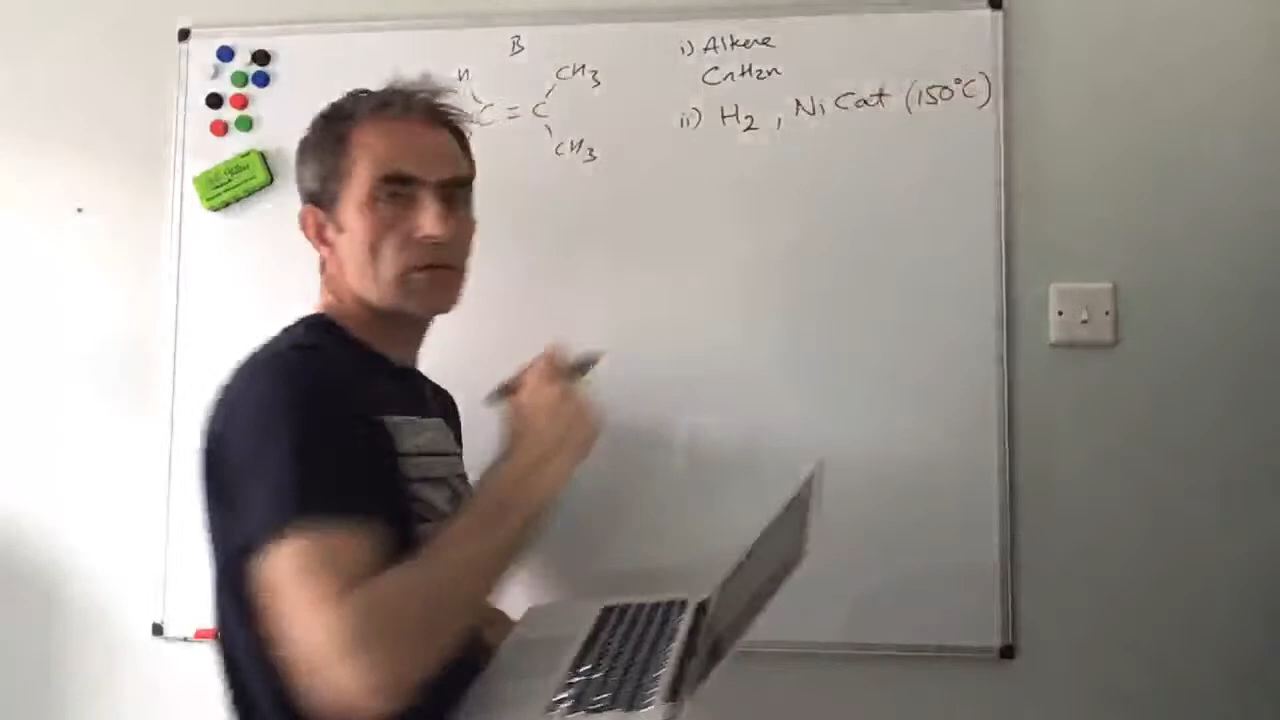 B
H CH3
C = C
CH3
i) Alkene
CnH2n
ii) H2, Ni Cat (150°C)